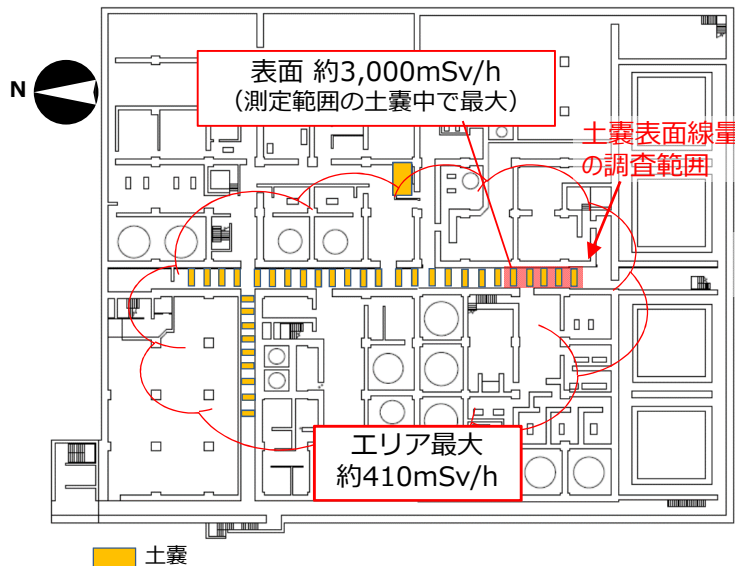 表面 約3,000mSv/h
（測定範囲の土嚢中で最大）
N
土嚢表面線量
の調査範囲
エリア最大
約410mSv/h
土嚢